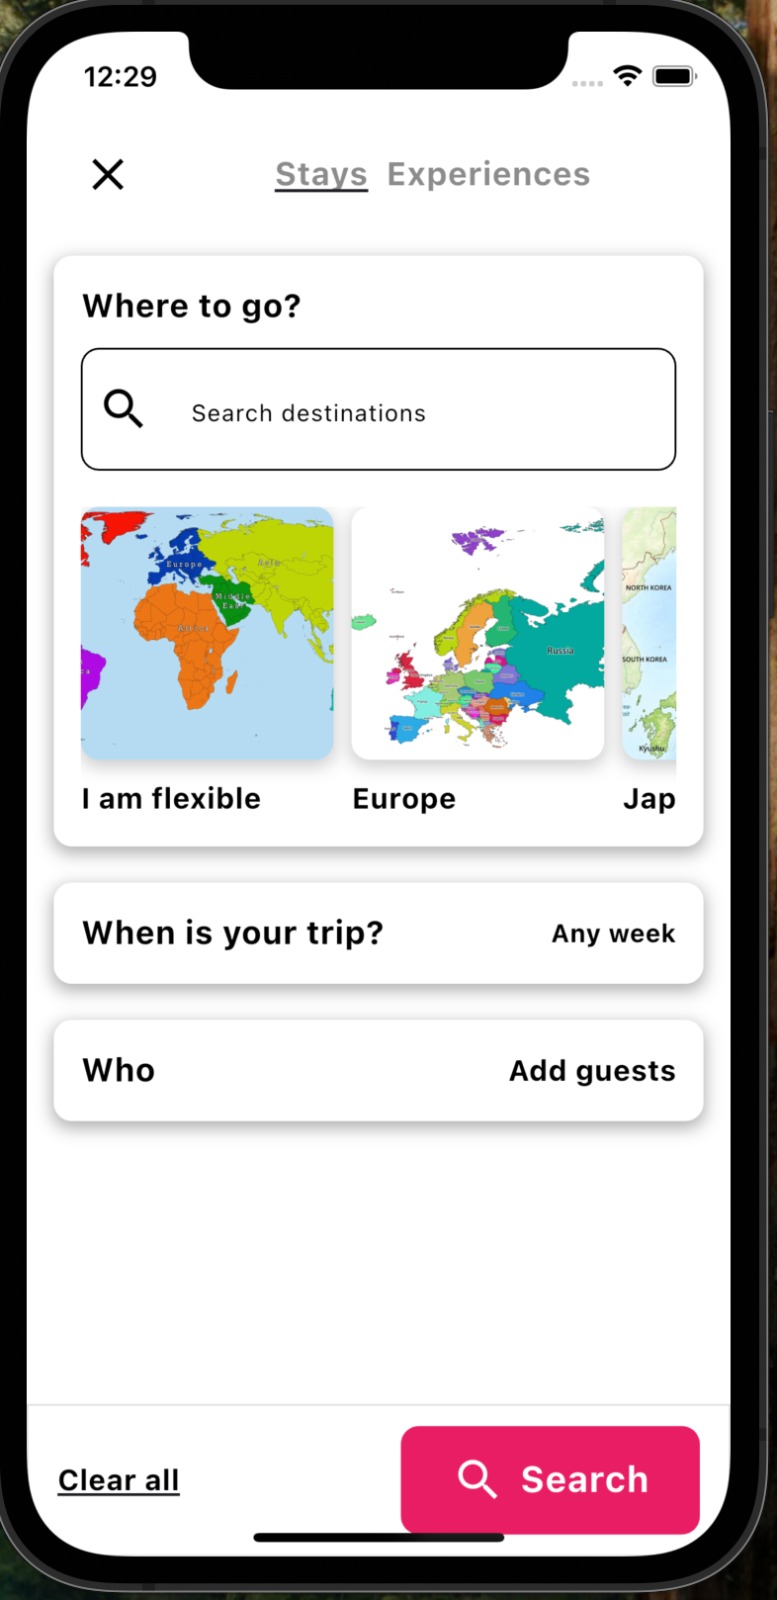 12:29
Stays Experiences
Where to go?
Search destinations
Europe
Asia
Middle
East
Africa
Russia
NORTH KOREA
SOUTH KOREA
Kyushu
I am flexible
Europe
Jap
When is your trip?
Any week
Who
Add guests
Clear all
Search